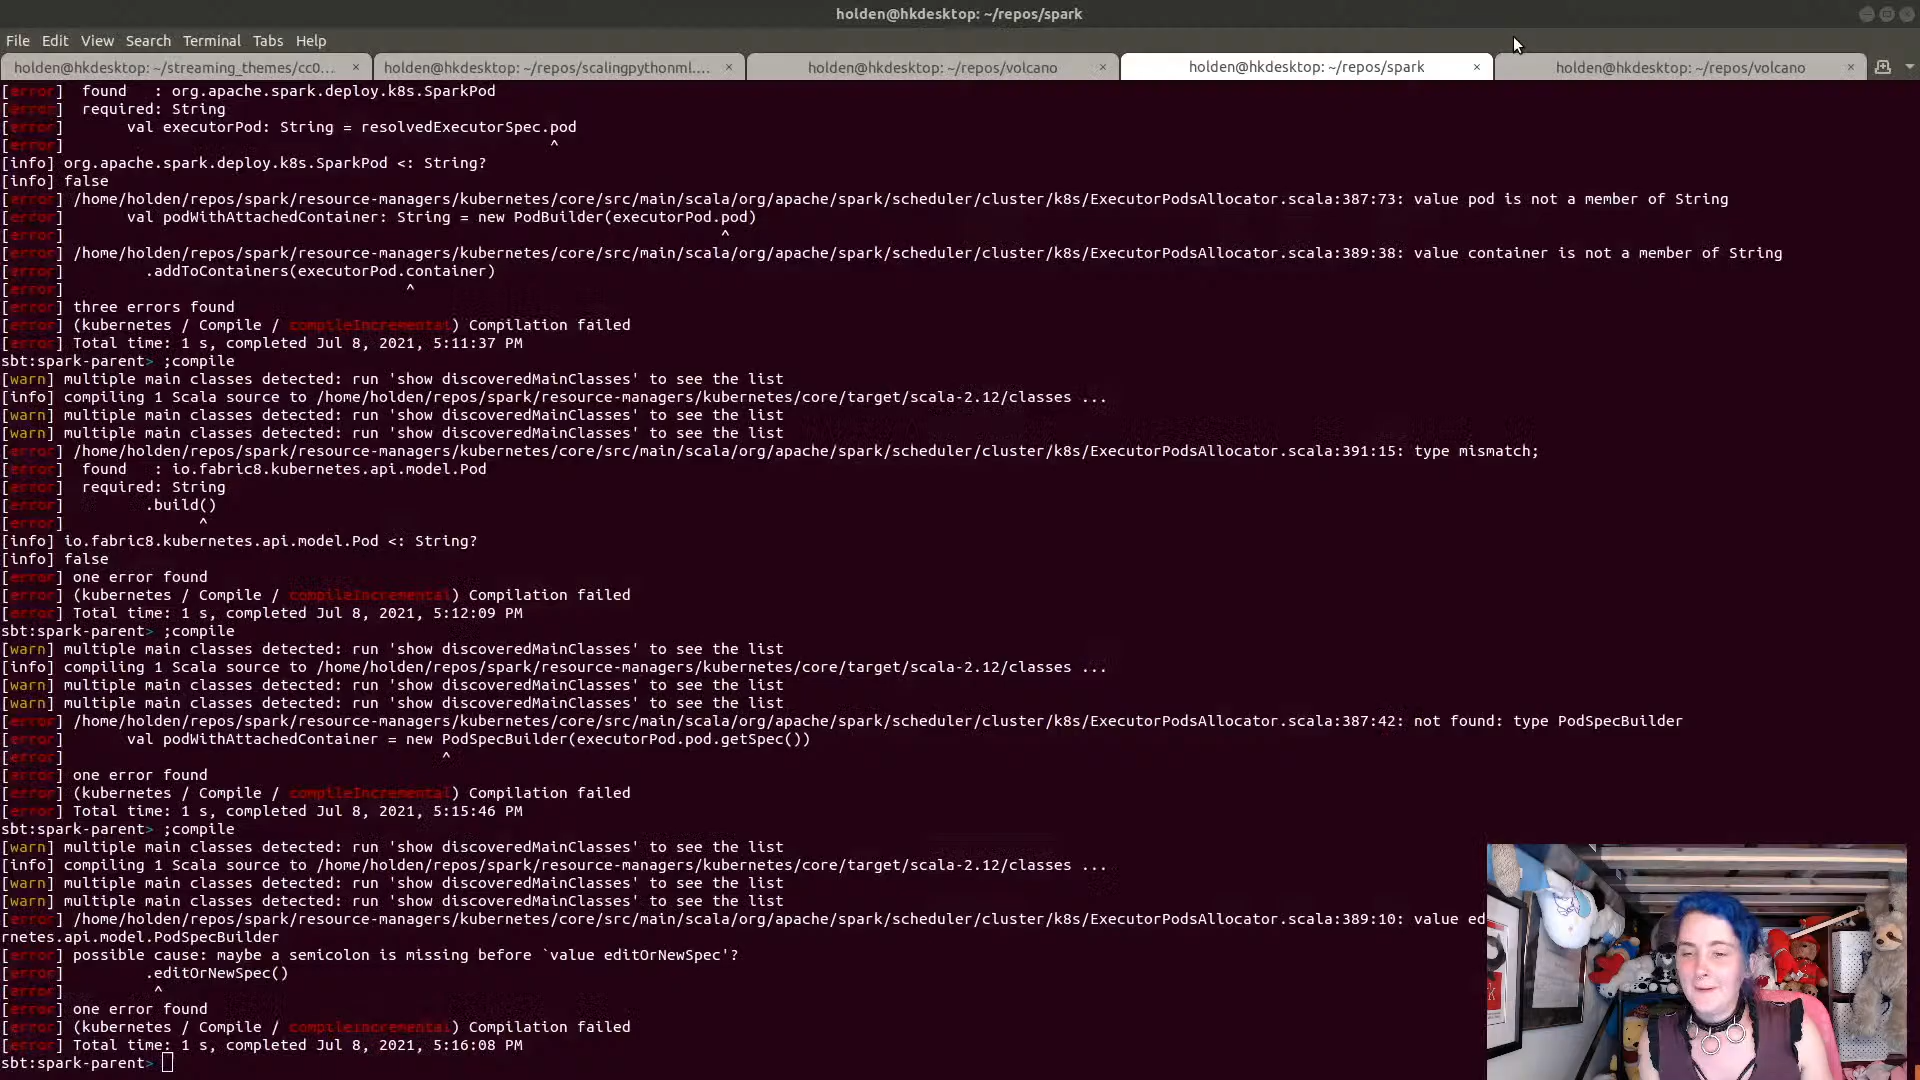 holden@hkdesktop: ~/repos/spark
File Edit View Search Terminal Tabs Help
holden@hkdesktop: ~/streaming_themes/cc0... × holden@hkdesktop: ~/repos/scalingpythonml.... × holden@hkdesktop: ~/repos/volcano × holden@hkdesktop: ~/repos/spark × holden@hkdesktop: ~/repos/volcano ×
[error]  found   : org.apache.spark.deploy.k8s.SparkPod
[error]  required: String
[error]       val executorPod: String = resolvedExecutorSpec.pod
[error]                                                      ^
[info] org.apache.spark.deploy.k8s.SparkPod <: String?
[info] false
[error] /home/holden/repos/spark/resource-managers/kubernetes/core/src/main/scala/org/apache/spark/scheduler/cluster/k8s/ExecutorPodsAllocator.scala:387:73: value pod is not a member of String
[error]       val podWithAttachedContainer: String = new PodBuilder(executorPod.pod)
[error]                                                                         ^
[error] /home/holden/repos/spark/resource-managers/kubernetes/core/src/main/scala/org/apache/spark/scheduler/cluster/k8s/ExecutorPodsAllocator.scala:389:38: value container is not a member of String
[error]         .addToContainers(executorPod.container)
[error]                                      ^
[error] three errors found
[error] (kubernetes / Compile / compileIncremental) Compilation failed
[error] Total time: 1 s, completed Jul 8, 2021, 5:11:37 PM
sbt:spark-parent> ;compile
[warn] multiple main classes detected: run 'show discoveredMainClasses' to see the list
[info] compiling 1 Scala source to /home/holden/repos/spark/resource-managers/kubernetes/core/target/scala-2.12/classes ...
[warn] multiple main classes detected: run 'show discoveredMainClasses' to see the list
[warn] multiple main classes detected: run 'show discoveredMainClasses' to see the list
[error] /home/holden/repos/spark/resource-managers/kubernetes/core/src/main/scala/org/apache/spark/scheduler/cluster/k8s/ExecutorPodsAllocator.scala:391:15: type mismatch;
[error]  found   : io.fabric8.kubernetes.api.model.Pod
[error]  required: String
[error]         .build()
[error]               ^
[info] io.fabric8.kubernetes.api.model.Pod <: String?
[info] false
[error] one error found
[error] (kubernetes / Compile / compileIncremental) Compilation failed
[error] Total time: 1 s, completed Jul 8, 2021, 5:12:09 PM
sbt:spark-parent> ;compile
[warn] multiple main classes detected: run 'show discoveredMainClasses' to see the list
[info] compiling 1 Scala source to /home/holden/repos/spark/resource-managers/kubernetes/core/target/scala-2.12/classes ...
[warn] multiple main classes detected: run 'show discoveredMainClasses' to see the list
[warn] multiple main classes detected: run 'show discoveredMainClasses' to see the list
[error] /home/holden/repos/spark/resource-managers/kubernetes/core/src/main/scala/org/apache/spark/scheduler/cluster/k8s/ExecutorPodsAllocator.scala:387:42: not found: type PodSpecBuilder
[error]       val podWithAttachedContainer = new PodSpecBuilder(executorPod.pod.getSpec())
[error]                                          ^
[error] one error found
[error] (kubernetes / Compile / compileIncremental) Compilation failed
[error] Total time: 1 s, completed Jul 8, 2021, 5:15:46 PM
sbt:spark-parent> ;compile
[warn] multiple main classes detected: run 'show discoveredMainClasses' to see the list
[info] compiling 1 Scala source to /home/holden/repos/spark/resource-managers/kubernetes/core/target/scala-2.12/classes ...
[warn] multiple main classes detected: run 'show discoveredMainClasses' to see the list
[warn] multiple main classes detected: run 'show discoveredMainClasses' to see the list
[error] /home/holden/repos/spark/resource-managers/kubernetes/core/src/main/scala/org/apache/spark/scheduler/cluster/k8s/ExecutorPodsAllocator.scala:389:10: value ed
rnetes.api.model.PodSpecBuilder
[error] possible cause: maybe a semicolon is missing before `value editOrNewSpec'?
[error]         .editOrNewSpec()
[error]          ^
[error] one error found
[error] (kubernetes / Compile / compileIncremental) Compilation failed
[error] Total time: 1 s, completed Jul 8, 2021, 5:16:08 PM
sbt:spark-parent>